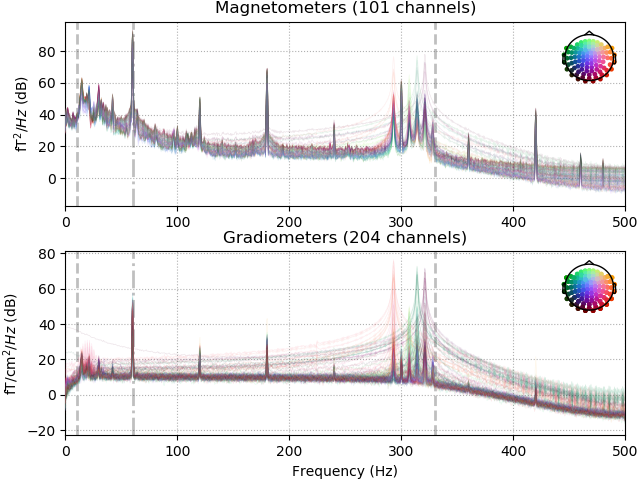 Magnetometers (101 channels)
fT²/Hz (dB)
80
60
40
20
0
0 100 200 300 400 500
Gradiometers (204 channels)
fT/cm²/Hz (dB)
80
60
40
20
0
−20
0 100 200 300 400 500
Frequency (Hz)